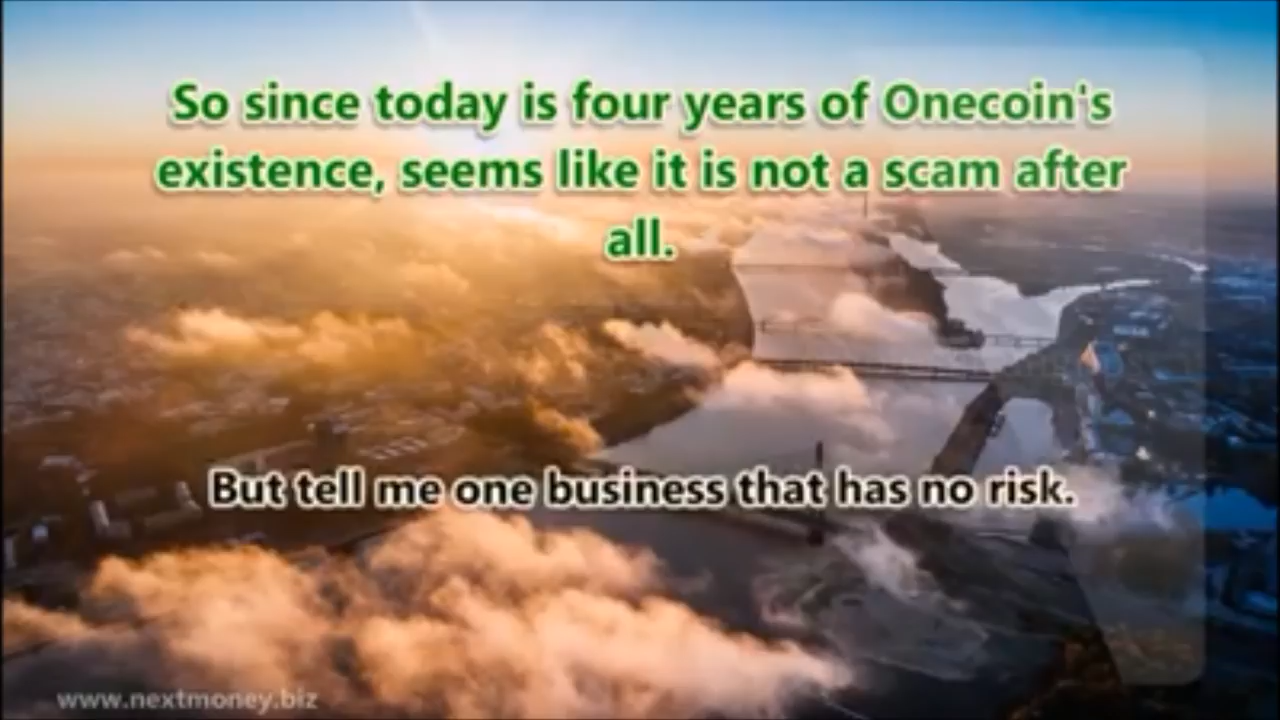 So since today is four years of Onecoin's
existence, seems like it is not a scam after
all.
But tell me one business that has no risk.
www.nextmoney.biz